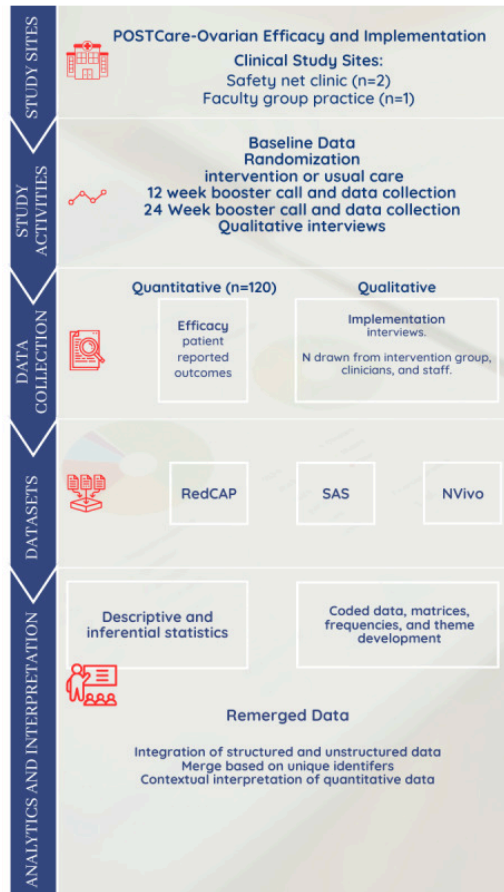 STUDY SITES
POSTCare-Ovarian Efficacy and Implementation
Clinical Study Sites:
Safety net clinic (n=2)
Faculty group practice (n=1)
STUDY
ACTIVITIES
Baseline Data
Randomization
intervention or usual care
12 week booster call and data collection
24 Week booster call and data collection
Qualitative interviews
DATA
COLLECTION
Quantitative (n=120)
Efficacy
patient
reported
outcomes
Qualitative
Implementation
interviews.
N drawn from intervention group,
clinicians, and staff.
DATASETS
RedCAP
SAS
NVivo
ANALYTICS AND INTERPRETATION
Descriptive and
inferential statistics
Coded data, matrices,
frequencies, and theme
development
Remerged Data
Integration of structured and unstructured data
Merge based on unique identifers
Contextual interpretation of quantitative data